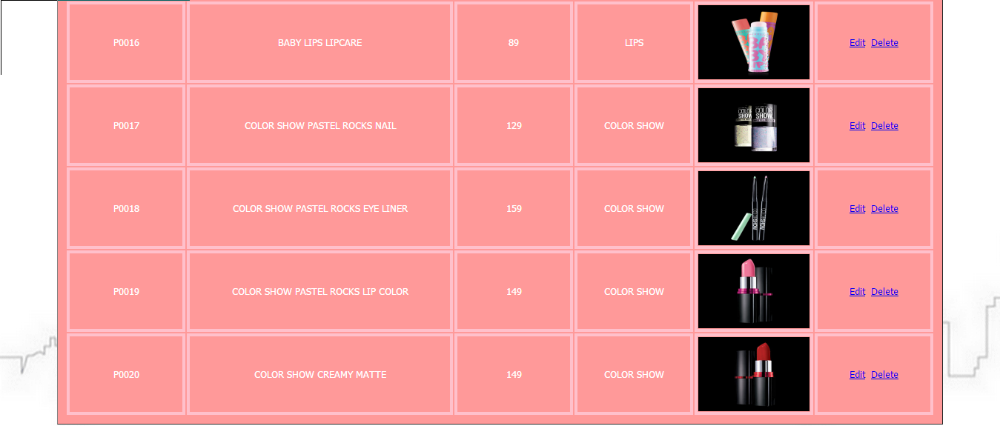 P0016 BABY LIPS LIPCARE 89 LIPS Edit Delete
P0017 COLOR SHOW PASTEL ROCKS NAIL 129 COLOR SHOW COLOR SHOW COLOR SHOW Edit Delete
P0018 COLOR SHOW PASTEL ROCKS EYE LINER 159 COLOR SHOW Edit Delete
P0019 COLOR SHOW PASTEL ROCKS LIP COLOR 149 COLOR SHOW Edit Delete
P0020 COLOR SHOW CREAMY MATTE 149 COLOR SHOW Edit Delete